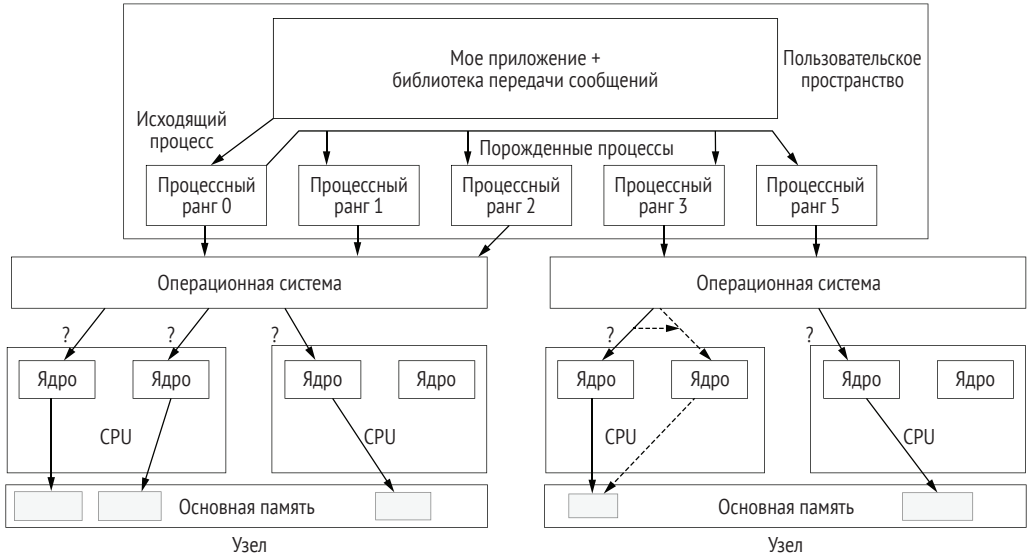 Мое приложение +
библиотека передачи сообщений
Пользовательское
пространство
Исходящий
процесс
Порожденные процессы
Процессный
ранг 0
Процессный
ранг 1
Процессный
ранг 2
Процессный
ранг 3
Процессный
ранг 5
Операционная система
Операционная система
?
?
?
?
?
Ядро
Ядро
Ядро
Ядро
Ядро
Ядро
Ядро
Ядро
CPU
CPU
CPU
CPU
Основная память
Основная память
Узел
Узел